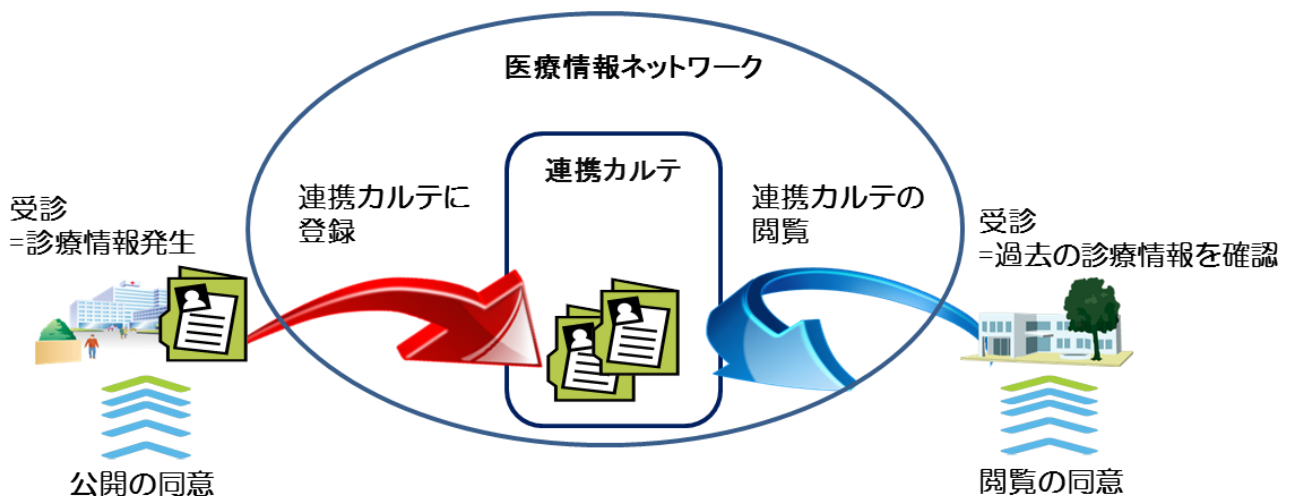 医療情報ネットワーク
連携カルテ
連携カルテに
登録
連携カルテの
閲覧
受診
=診療情報発生
受診
=過去の診療情報を確認
公開の同意
閲覧の同意